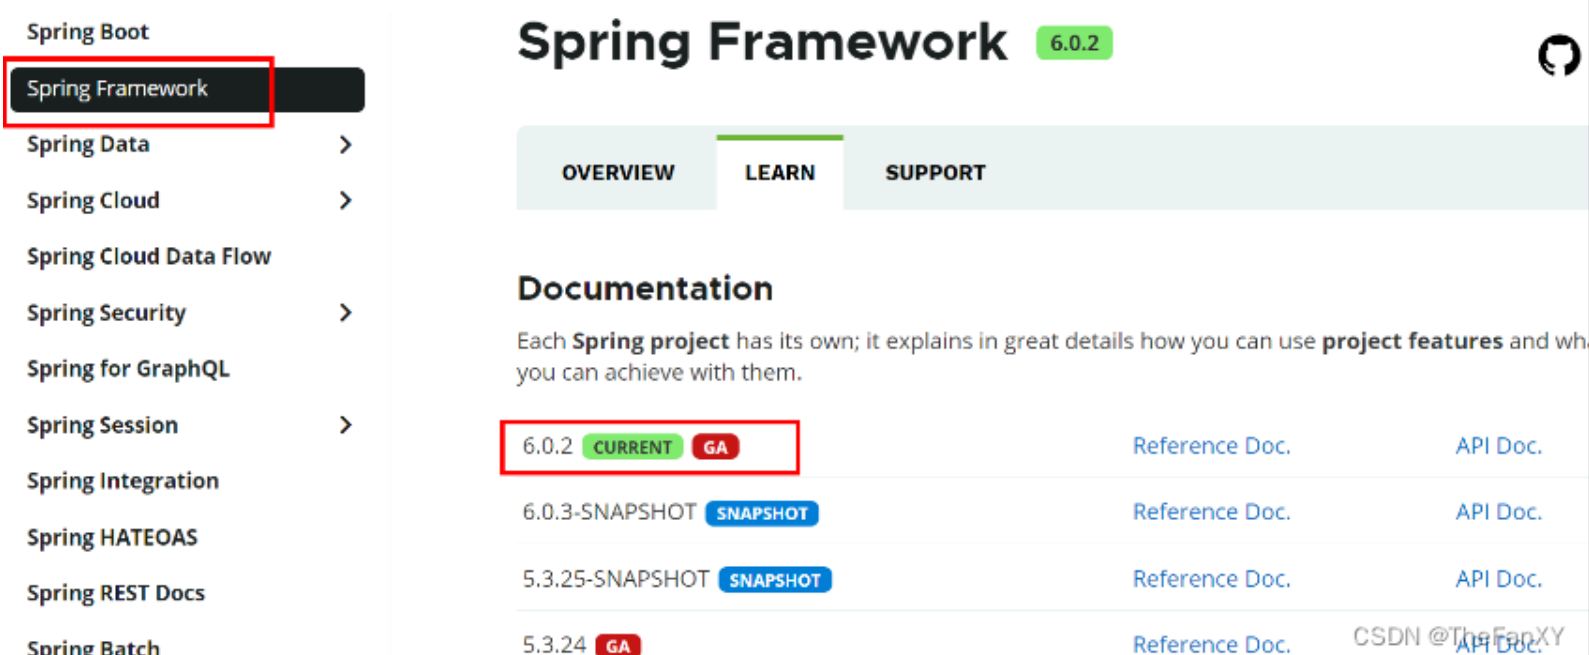 Spring Boot
Spring Framework
Spring Data
Spring Cloud
Spring Cloud Data Flow
Spring Security
Spring for GraphQL
Spring Session
Spring Integration
Spring HATEOAS
Spring REST Docs
Spring Batch
Spring Framework 6.0.2
OVERVIEW LEARN SUPPORT
Documentation
Each Spring project has its own; it explains in great details how you can use project features and wha
you can achieve with them.
6.0.2 CURRENT GA Reference Doc. API Doc.
6.0.3-SNAPSHOT SNAPSHOT Reference Doc. API Doc.
5.3.25-SNAPSHOT SNAPSHOT Reference Doc. API Doc.
5.3.24 GA Reference Doc. API Doc.
CSDN @TheFanXY